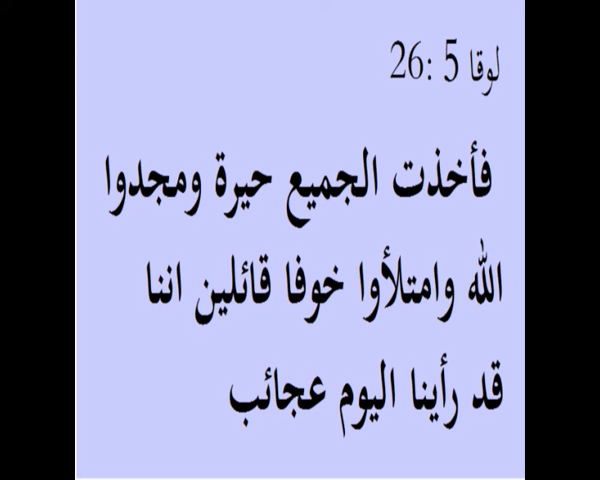 لوقا 5 :26
فأخذت الجميع حيرة ومجدوا
الله وامتلأوا خوفا قائلين اننا
قد رأينا اليوم عجائب